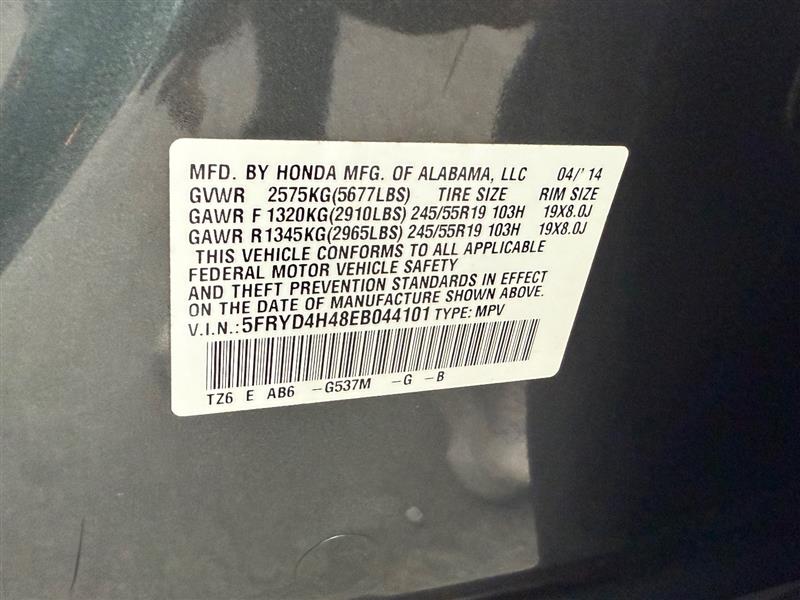 MFD. BY HONDA MFG. OF ALABAMA, LLC 04/'14
GVWR 2575KG(5677LBS) TIRE SIZE RIM SIZE
GAWR F 1320KG(2910LBS) 245/55R19 103H 19X8.0J
GAWR R1345KG(2965LBS) 245/55R19 103H 19X8.0J
THIS VEHICLE CONFORMS TO ALL APPLICABLE
FEDERAL MOTOR VEHICLE SAFETY
AND THEFT PREVENTION STANDARDS IN EFFECT
ON THE DATE OF MANUFACTURE SHOWN ABOVE.
V.I.N.: 5FRYD4H48EB044101 TYPE: MPV
TZ6 E AB6 -G537M -G -B